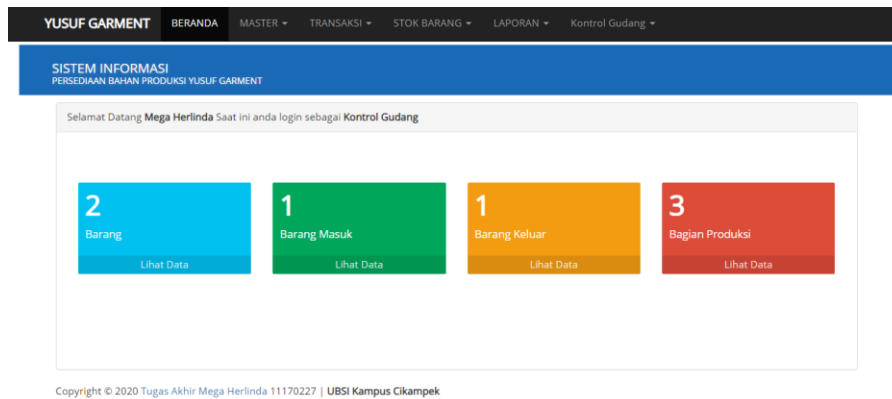 YUSUF GARMENT BERANDA MASTER TRANSAKSI STOK BARANG LAPORAN Kontrol Gudang
SISTEM INFORMASI
PERSEDIAAN BAHAN PRODUKSI YUSUF GARMENT
Selamat Datang Mega Herlinda Saat ini anda login sebagai Kontrol Gudang
2
Barang
Lihat Data
1
Barang Masuk
Lihat Data
1
Barang Keluar
Lihat Data
3
Bagian Produksi
Lihat Data
Copyright © 2020 Tugas Akhir Mega Herlinda 11170227 | UBSI Kampus Cikampek